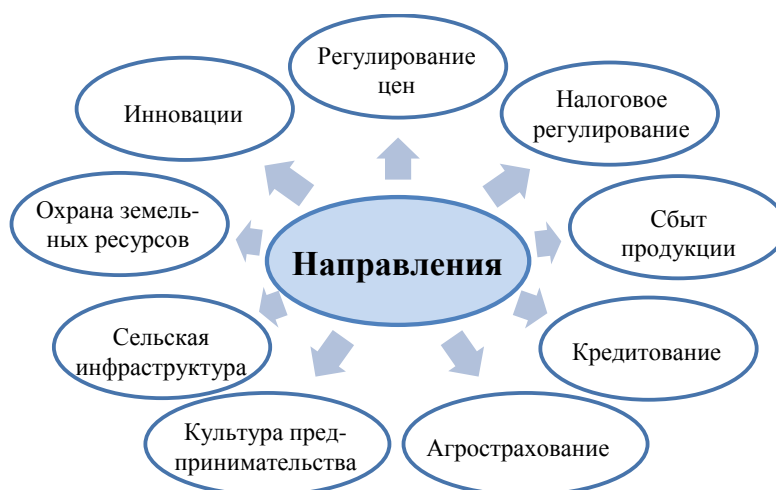 Регулирование
цен
Налоговое
регулирование
Сбыт
продукции
Кредитование
Агрострахование
Культура пред-
принимательства
Сельская
инфраструктура
Охрана земель-
ных ресурсов
Инновации
Направления